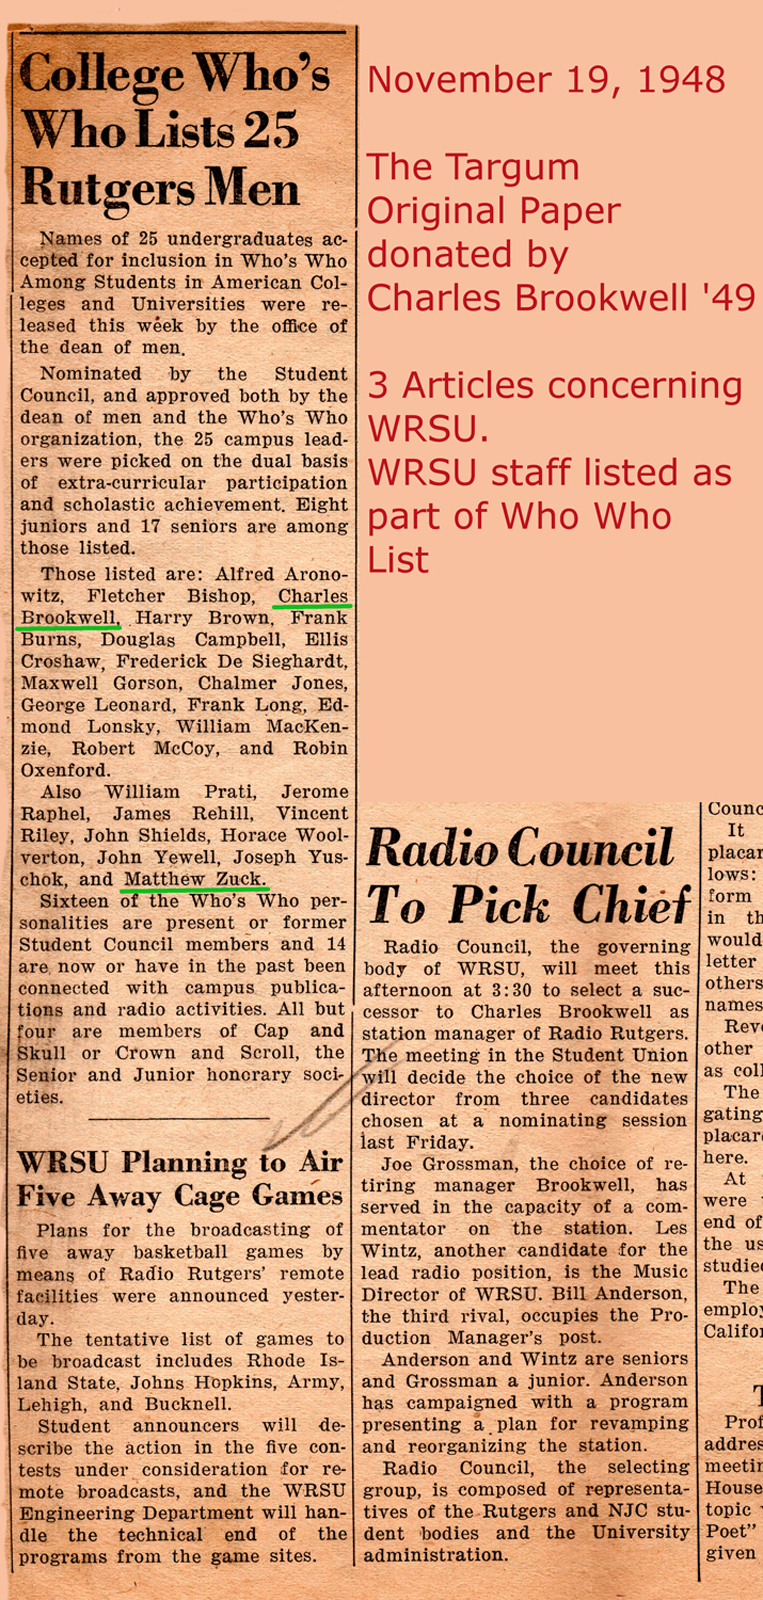 College Who's
Who Lists 25
Rutgers Men
Names of 25 undergraduates ac-
cepted for inclusion in Who's Who
Among Students in American Col-
leges and Universities were re-
leased this week by the office of
the dean of men.
Nominated by the Student
Council, and approved both by the
dean of men and the Who's Who
organization, the 25 campus lead-
ers were picked on the dual basis
of extra-curricular participation
and scholastic achievement. Eight
juniors and 17 seniors are among
those listed.
Those listed are: Alfred Arono-
witz, Fletcher Bishop, Charles
Brookwell, Harry Brown, Frank
Burns, Douglas Campbell, Ellis
Croshaw, Frederick De Sieghardt,
Maxwell Gorson, Chalmer Jones,
George Leonard, Frank Long, Ed-
mond Lonsky, William MacKen-
zie, Robert McCoy, and Robin
Oxenford.
Also William Prati, Jerome
Raphel, James Rehill, Vincent
Riley, John Shields, Horace Wool-
verton, John Yewell, Joseph Yus-
chok, and Matthew Zuck.
Sixteen of the Who's Who per-
sonalities are present or former
Student Council members and 14
are now or have in the past been
connected with campus publica-
tions and radio activities. All but
four are members of Cap and
Skull or Crown and Scroll, the
Senior and Junior honorary soci-
eties.
WRSU Planning to Air
Five Away Cage Games
Plans for the broadcasting of
five away basketball games by
means of Radio Rutgers' remote
facilities were announced yester-
day.
The tentative list of games to
be broadcast includes Rhode Is-
land State, Johns Hopkins, Army,
Lehigh, and Bucknell.
Student announcers will de-
scribe the action in the five con-
tests under consideration for re-
mote broadcasts, and the WRSU
Engineering Department will han-
dle the technical end of the
programs from the game sites.
November 19, 1948
The Targum
Original Paper
donated by
Charles Brookwell '49
3 Articles concerning
WRSU.
WRSU staff listed as
part of Who Who
List
Radio Council
To Pick Chief
Radio Council, the governing
body of WRSU, will meet this
afternoon at 3:30 to select a suc-
cessor to Charles Brookwell as
station manager of Radio Rutgers.
The meeting in the Student Union
will decide the choice of the new
director from three candidates
chosen at a nominating session
last Friday.
Joe Grossman, the choice of re-
tiring manager Brookwell, has
served in the capacity of a com-
mentator on the station. Les
Wintz, another candidate for the
lead radio position, is the Music
Director of WRSU. Bill Anderson,
the third rival, occupies the Pro-
duction Manager's post.
Anderson and Wintz are seniors
and Grossman a junior. Anderson
has campaigned with a program
presenting a plan for revamping
and reorganizing the station.
Radio Council, the selecting
group, is composed of representa-
tives of the Rutgers and NJC stu-
dent bodies and the University
administration.
Counc
It
placar
lows:
form
in th
would
letter
others
names
Reve
other
as coll
The
gating
placar
here.
At
were
end of
the us
studied
The
employ
Califor
T
Prof
addres
meetin
House
topic
Poet"
given